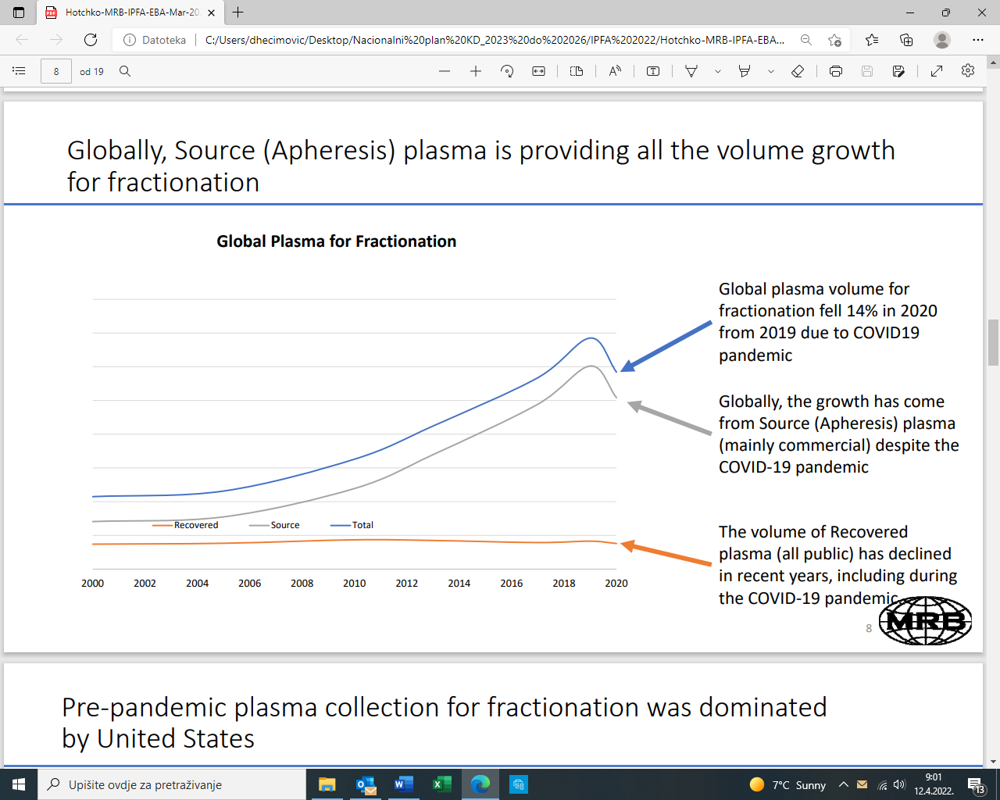 Hotchko-MRB-IPFA-EBA-Mar-20
Datoteka
C:/Users/dhecimovic/Desktop/Nacionalni%20plan%20KD_2023%20do%202026/IPFA%202022/Hotchko-MRB-IPFA-EBA...
8 od 19
Globally, Source (Apheresis) plasma is providing all the volume growth
for fractionation
Global Plasma for Fractionation
Global plasma volume for
fractionation fell 14% in 2020
from 2019 due to COVID19
pandemic
Globally, the growth has come
from Source (Apheresis) plasma
(mainly commercial) despite the
COVID-19 pandemic
Recovered Source Total
The volume of Recovered
plasma (all public) has declined
in recent years, including during
the COVID-19 pandemic
2000 2002 2004 2006 2008 2010 2012 2014 2016 2018 2020
8
MRB
Pre-pandemic plasma collection for fractionation was dominated
by United States
Upišite ovdje za pretraživanje
7°C Sunny
9:01
12.4.2022.
13